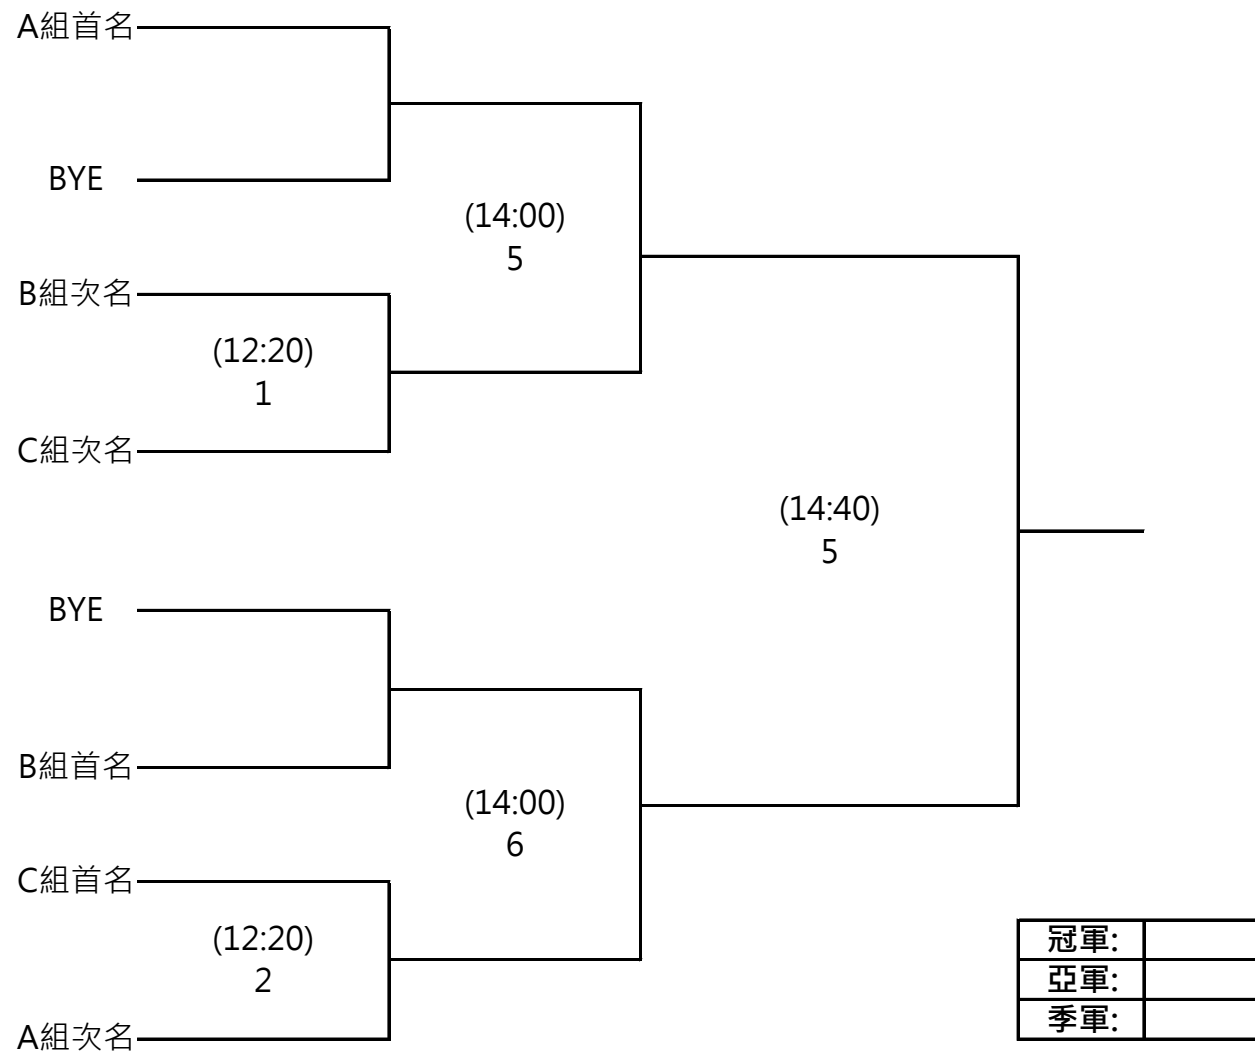 A組首名
BYE
(14:00)
5
B組次名
(12:20)
1
C組次名
(14:40)
5
BYE
B組首名
(14:00)
6
C組首名
(12:20)
2
A組次名
冠軍:
亞軍:
季軍: